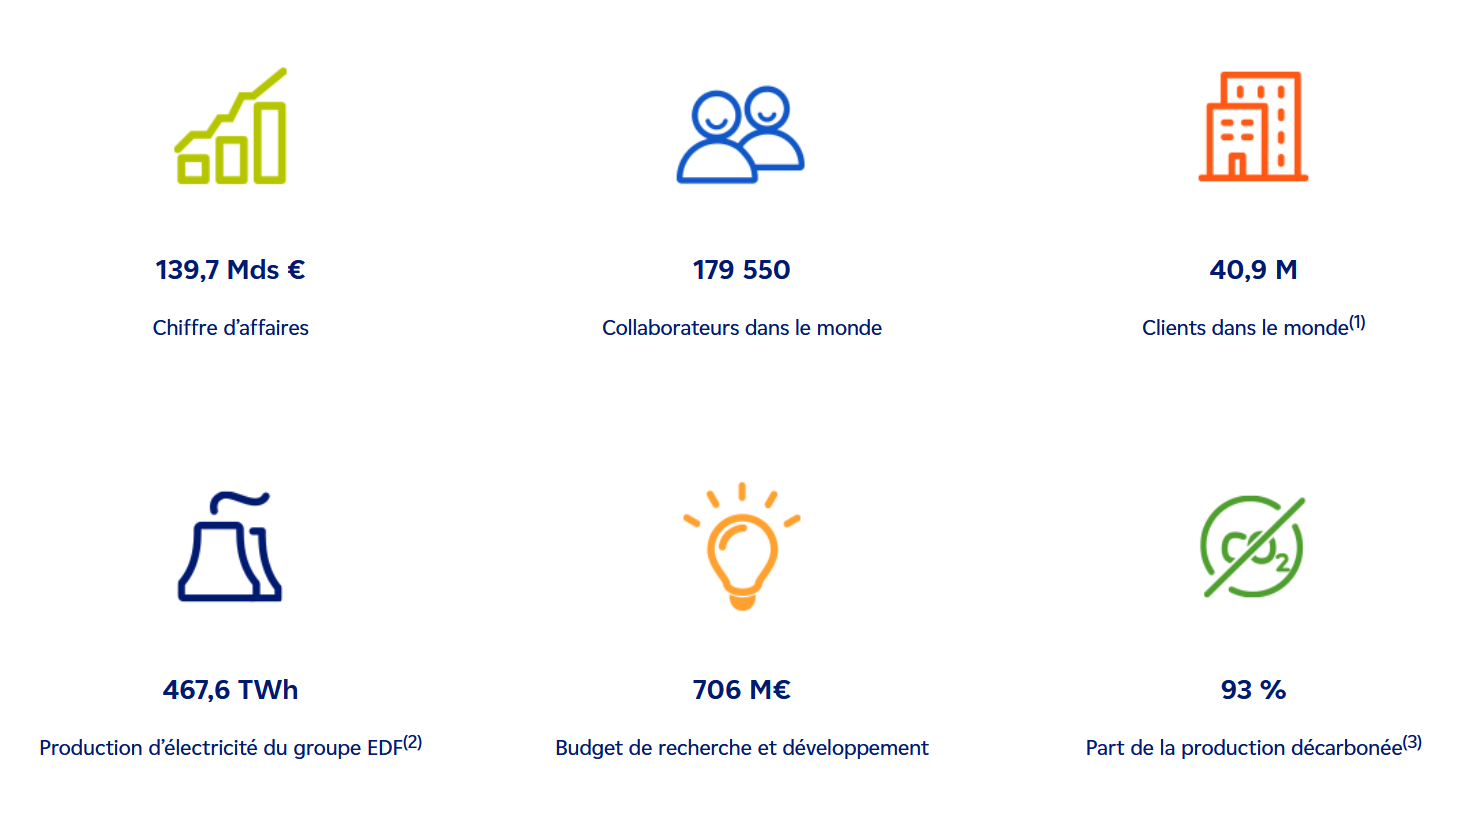 139,7 Mds €
179 550
40,9 M
Chiffre d’affaires
Collaborateurs dans le monde
Clients dans le monde(1)
CO2
467,6 TWh
706 M€
93 %
Production d’électricité du groupe EDF(2)
Budget de recherche et développement
Part de la production décarbonée(3)